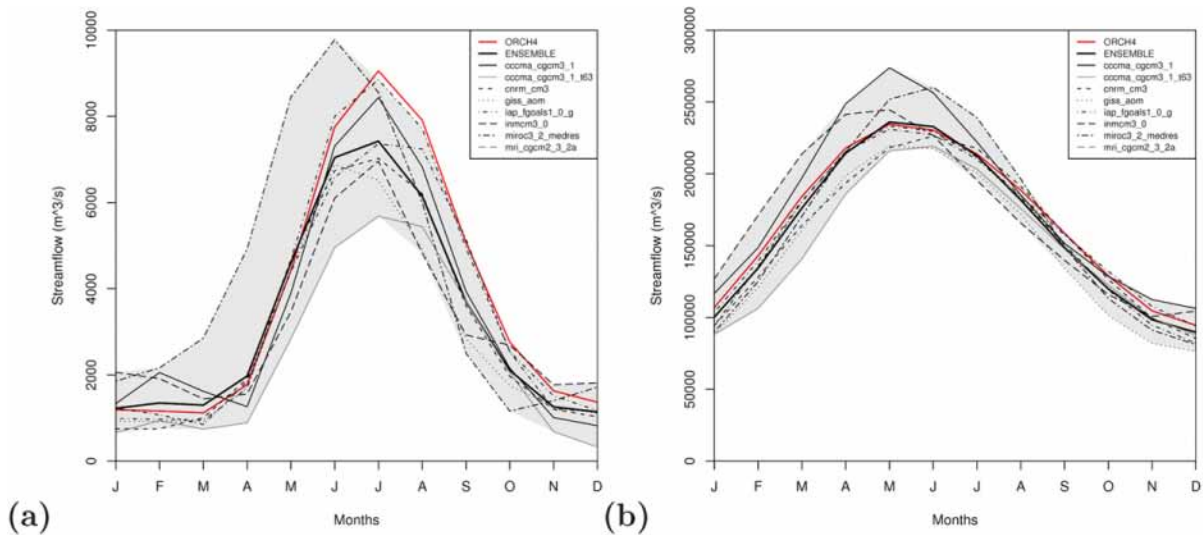 10000
8000
6000
4000
2000
0
Streamflow (m^3/s)
ORCH4
ENSEMBLE
cccma_cgcm3_1
cccma_cgcm3_1_t63
cnrm_cm3
giss_aom
iap_fgoals1_0_g
inmcm3_0
miroc3_2_medres
mri_cgcm2_3_2a
J F M A M J J A S O N D
Months
(a)
300000
250000
200000
150000
100000
50000
0
Streamflow (m^3/s)
ORCH4
ENSEMBLE
cccma_cgcm3_1
cccma_cgcm3_1_t63
cnrm_cm3
giss_aom
iap_fgoals1_0_g
inmcm3_0
miroc3_2_medres
mri_cgcm2_3_2a
J F M A M J J A S O N D
Months
(b)